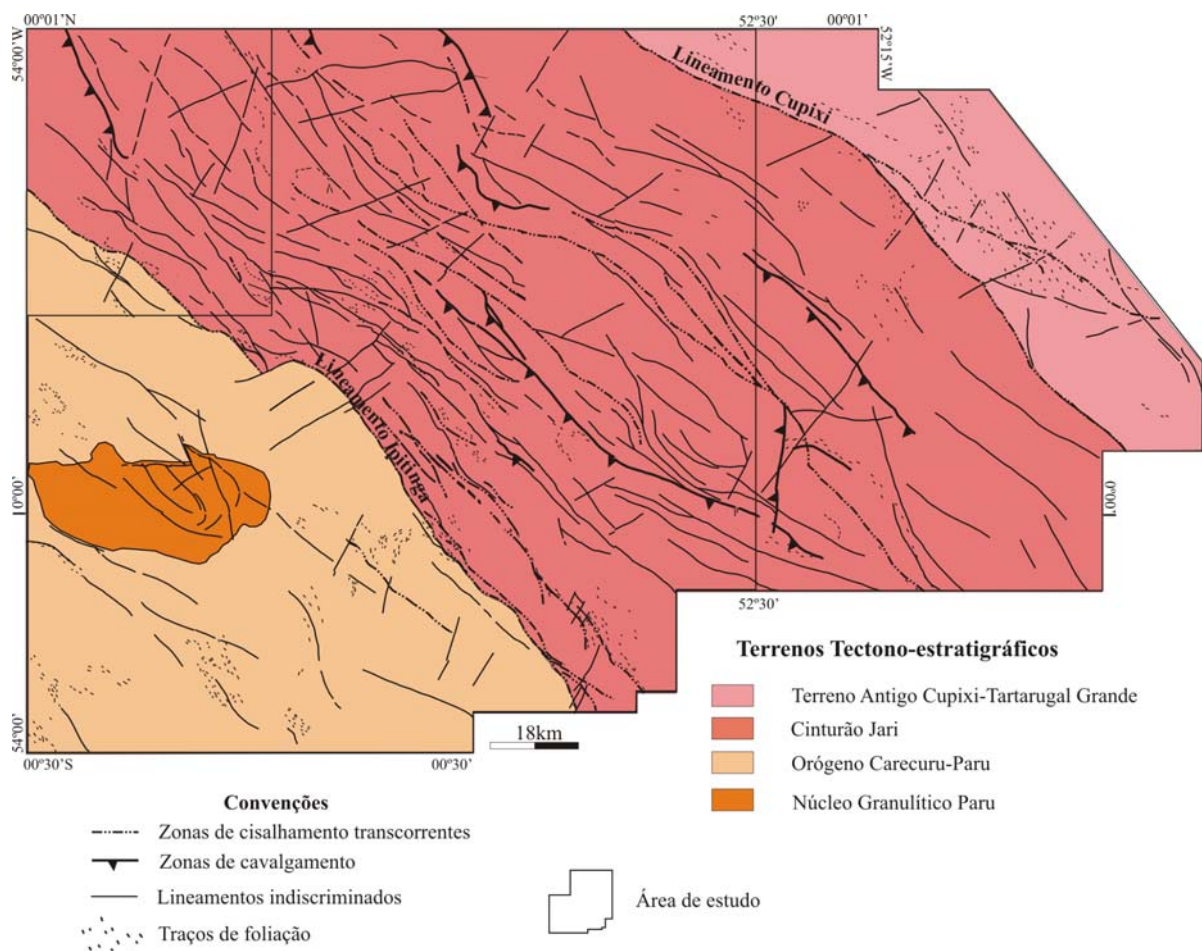 00°01'N
52°30'
00°01'
54°00'W
52°15'W
Lineamento Cupixi
Lineamento Ipitinga
10°00'
0°00'
52°30'
Terrenos Tectono-estratigráficos
Terreno Antigo Cupixi-Tartarugal Grande
Cinturão Jari
Orógeno Carecuru-Paru
Núcleo Granulítico Paru
54°00'
18km
00°30'S
00°30'
Convenções
Zonas de cisalhamento transcorrentes
Zonas de cavalgamento
Lineamentos indiscriminados
Traços de foliação
Área de estudo